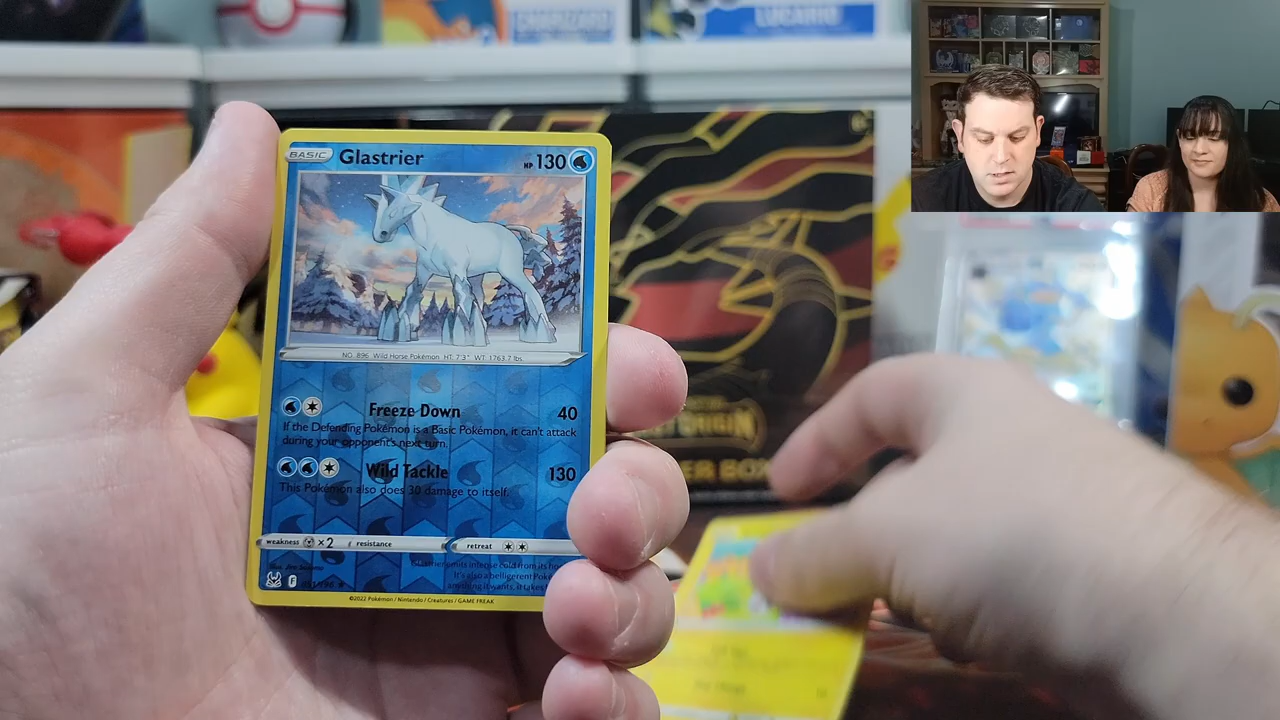 LUCARIO
BASIC Glastrier HP 130
NO. 896 Wild Horse Pokémon HT: 7'3" WT: 1763.7 lbs.
Freeze Down 40
If the Defending Pokémon is a Basic Pokémon, it can't attack
during your opponent's next turn.
Wild Tackle 130
This Pokémon also does 30 damage to itself.
weakness ×2 resistance retreat
F
©2022 Pokémon / Nintendo / Creatures / GAME FREAK
ORIGIN